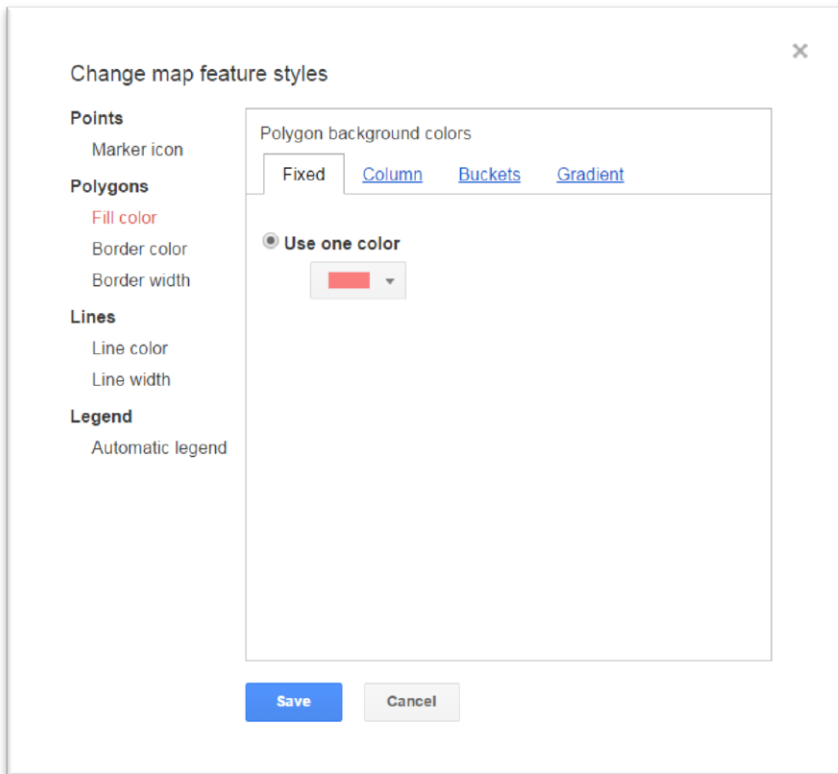 Change map feature styles
Points
Marker icon
Polygons
Fill color
Border color
Border width
Lines
Line color
Line width
Legend
Automatic legend
Polygon background colors
Fixed Column Buckets Gradient
Use one color
Save Cancel